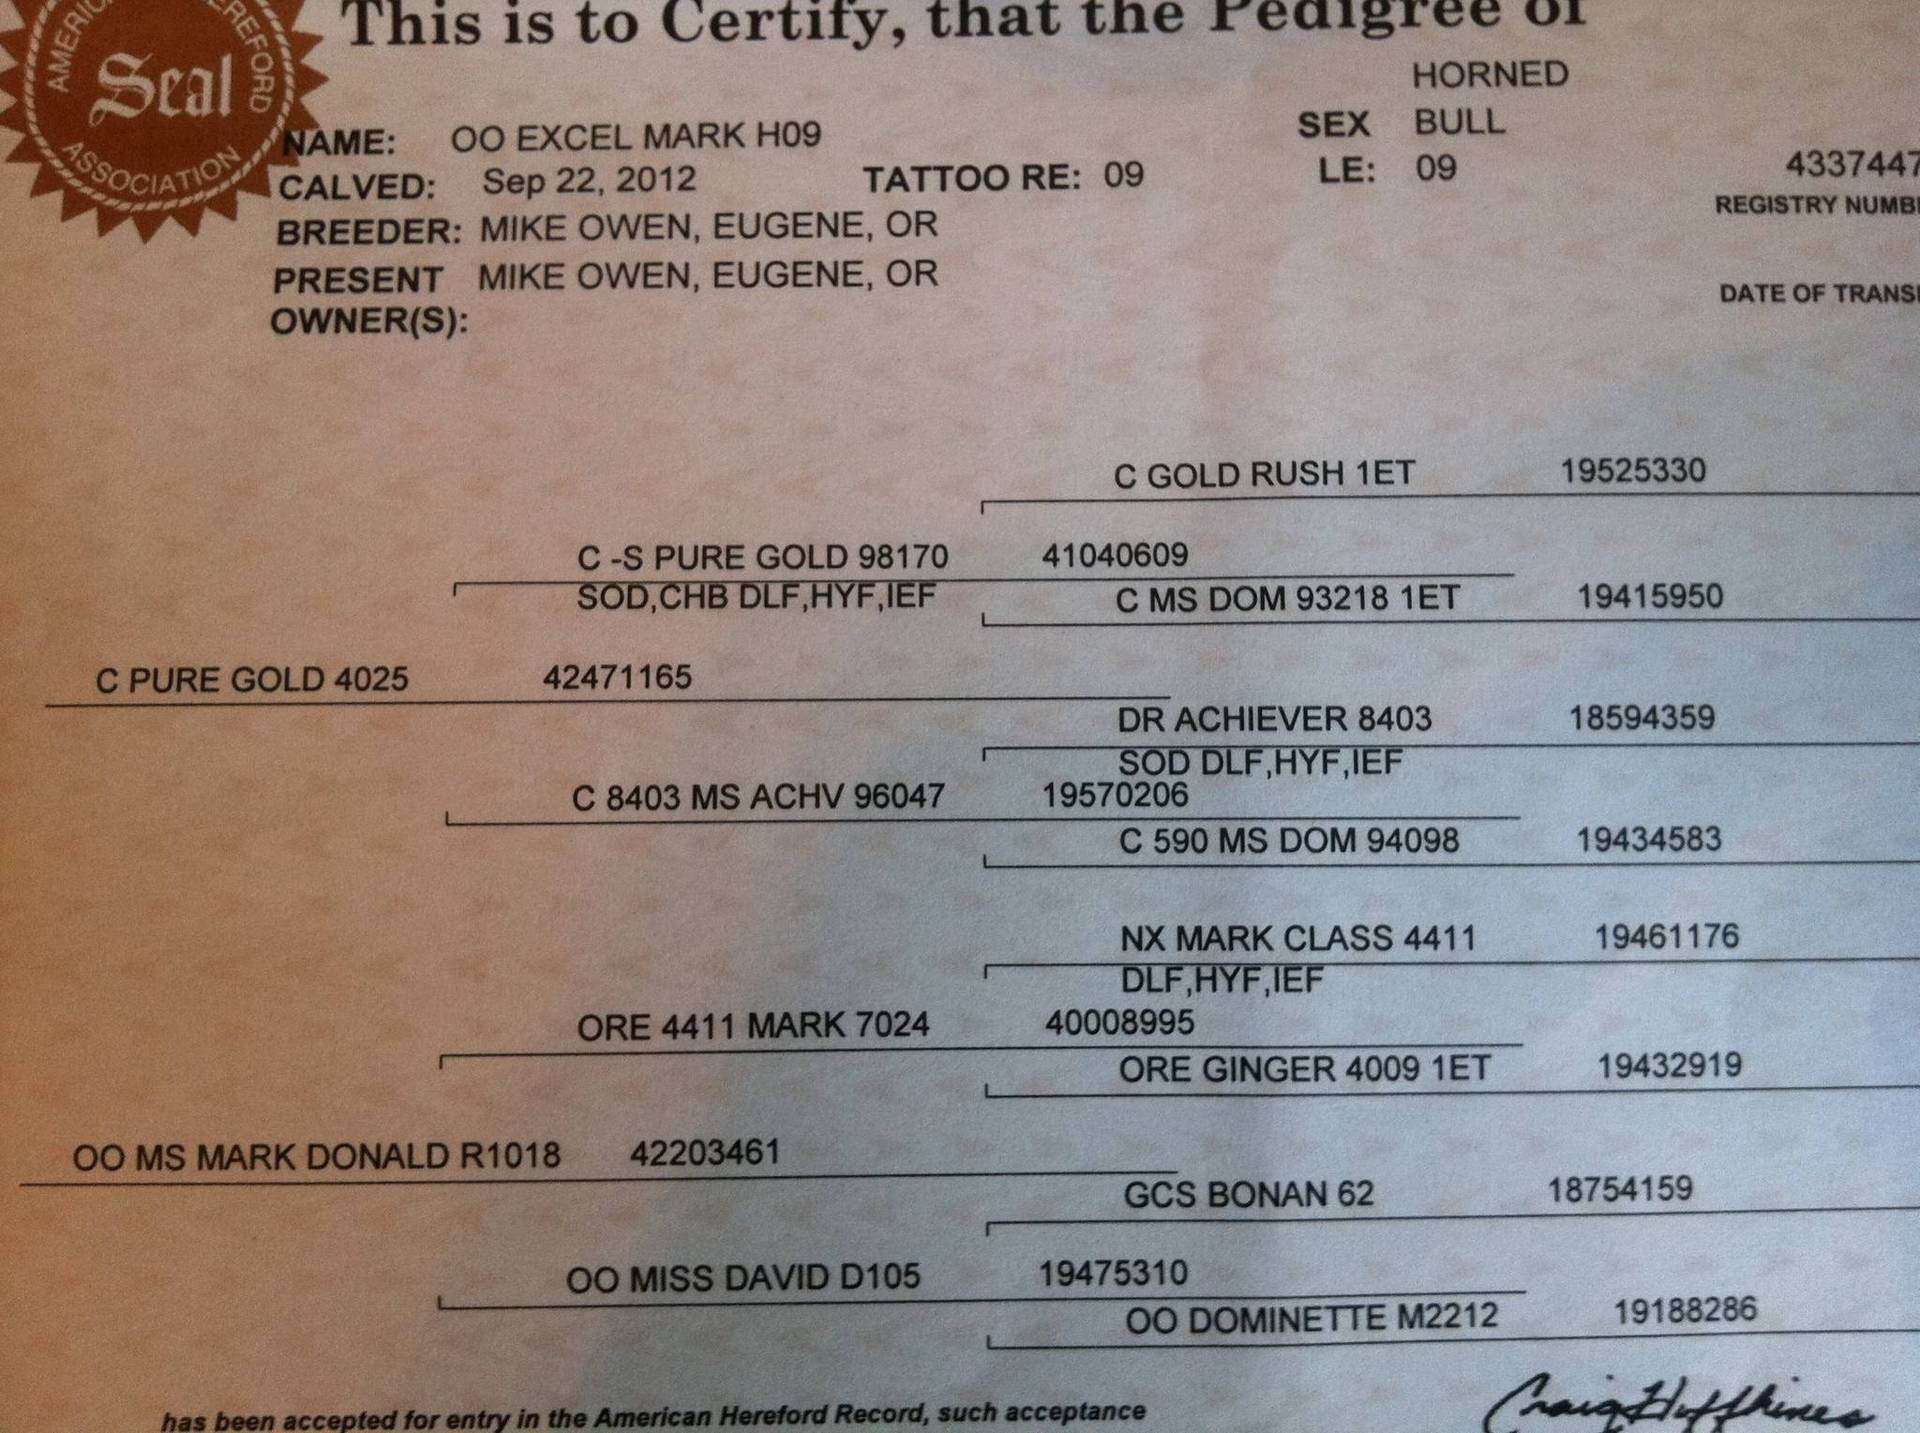 This is to Certify, that the Pedigree of
AMERICAN HEREFORD ASSOCIATION
Seal
HORNED
NAME: OO EXCEL MARK H09 SEX BULL
CALVED: Sep 22, 2012 TATTOO RE: 09 LE: 09 4337447
REGISTRY NUMB
BREEDER: MIKE OWEN, EUGENE, OR
PRESENT MIKE OWEN, EUGENE, OR
DATE OF TRANS
OWNER(S):
C GOLD RUSH 1ET 19525330
C -S PURE GOLD 98170 41040609
SOD,CHB DLF,HYF,IEF
C MS DOM 93218 1ET 19415950
C PURE GOLD 4025 42471165
DR ACHIEVER 8403 18594359
SOD DLF,HYF,IEF
C 8403 MS ACHV 96047 19570206
C 590 MS DOM 94098 19434583
NX MARK CLASS 4411 19461176
DLF,HYF,IEF
ORE 4411 MARK 7024 40008995
ORE GINGER 4009 1ET 19432919
OO MS MARK DONALD R1018 42203461
GCS BONAN 62 18754159
OO MISS DAVID D105 19475310
OO DOMINETTE M2212 19188286
has been accepted for entry in the American Hereford Record, such acceptance
Craig Huffhines